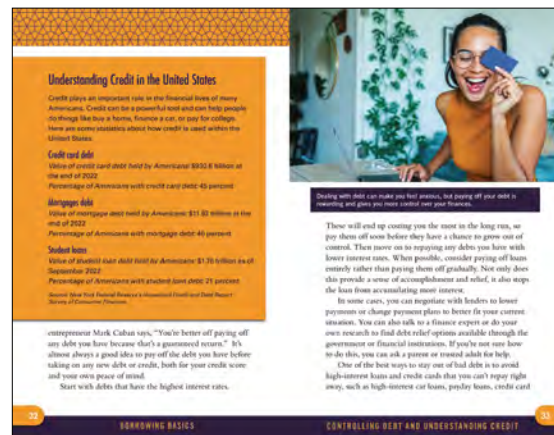 Understanding Credit in the United States
Credit plays an important role in the financial lives of many
Americans. Credit can be a powerful tool and can help people
do things like buy a home, finance a car, or pay for college.
Here are some statistics about how credit is used within the
United States.
Credit card debt
Value of credit card debt held by Americans: $930.6 billion at
the end of 2022
Percentage of Americans with credit card debt: 45 percent
Mortgages debt
Value of mortgage debt held by Americans: $11.92 trillion at the
end of 2022
Percentage of Americans with mortgage debt: 40 percent
Student loans
Value of student loan debt held by Americans: $1.76 trillion as of
September 2022
Percentage of Americans with student loan debt: 21 percent
Source: New York Federal Reserve's Household Credit and Debt Report
Survey of Consumer Finances.
entrepreneur Mark Cuban says, “You’re better off paying off
any debt you have because that’s a guaranteed return.” It’s
almost always a good idea to pay off the debt you have before
taking on any new debt or credit, both for your credit score
and your own peace of mind.
Start with debts that have the highest interest rates.
32
BORROWING BASICS
Dealing with debt can make you feel anxious, but paying off your debt is
rewarding and gives you more control over your finances.
These will end up costing you the most in the long run, so
pay them off soon before they have a chance to grow out of
control. Then move on to repaying any debts you have with
lower interest rates. When possible, consider paying off loans
entirely rather than paying them off gradually. Not only does
this provide a sense of accomplishment and relief, it also stops
the loan from accumulating more interest.
In some cases, you can negotiate with lenders to lower
payments or change payment plans to better fit your current
situation. You can also talk to a finance expert or do your
own research to find debt relief options available through the
government or financial institutions. If you’re not sure how
to do this, you can ask a parent or trusted adult for help.
One of the best ways to stay out of bad debt is to avoid
high-interest loans and credit cards that you can’t repay right
away, such as high-interest car loans, payday loans, credit card
CONTROLLING DEBT AND UNDERSTANDING CREDIT
33